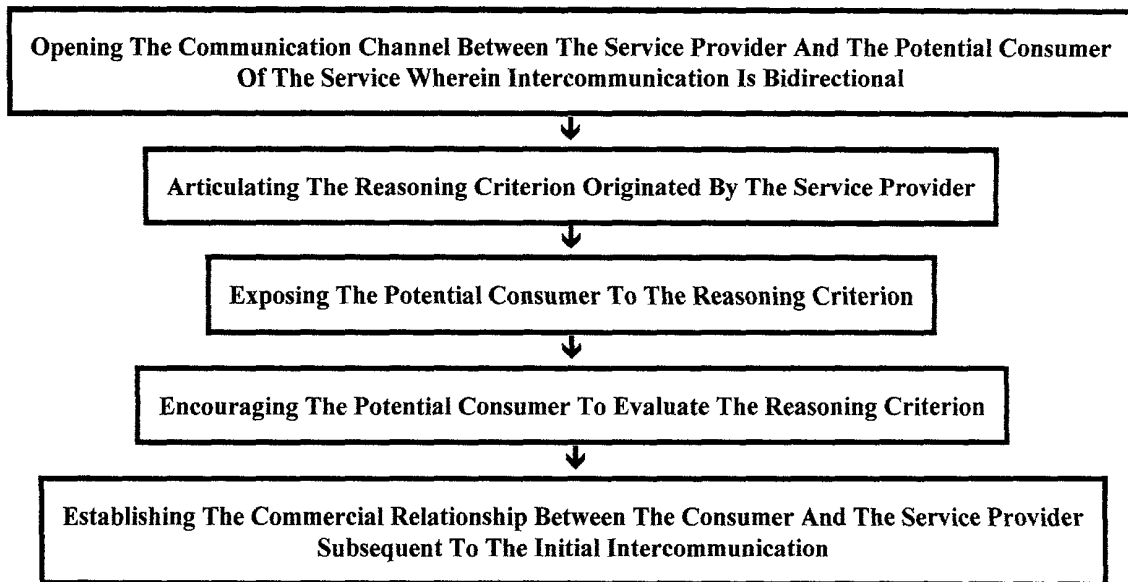 Opening The Communication Channel Between The Service Provider And The Potential Consumer
Of The Service Wherein Intercommunication Is Bidirectional
Articulating The Reasoning Criterion Originated By The Service Provider
Exposing The Potential Consumer To The Reasoning Criterion
Encouraging The Potential Consumer To Evaluate The Reasoning Criterion
Establishing The Commercial Relationship Between The Consumer And The Service Provider
Subsequent To The Initial Intercommunication